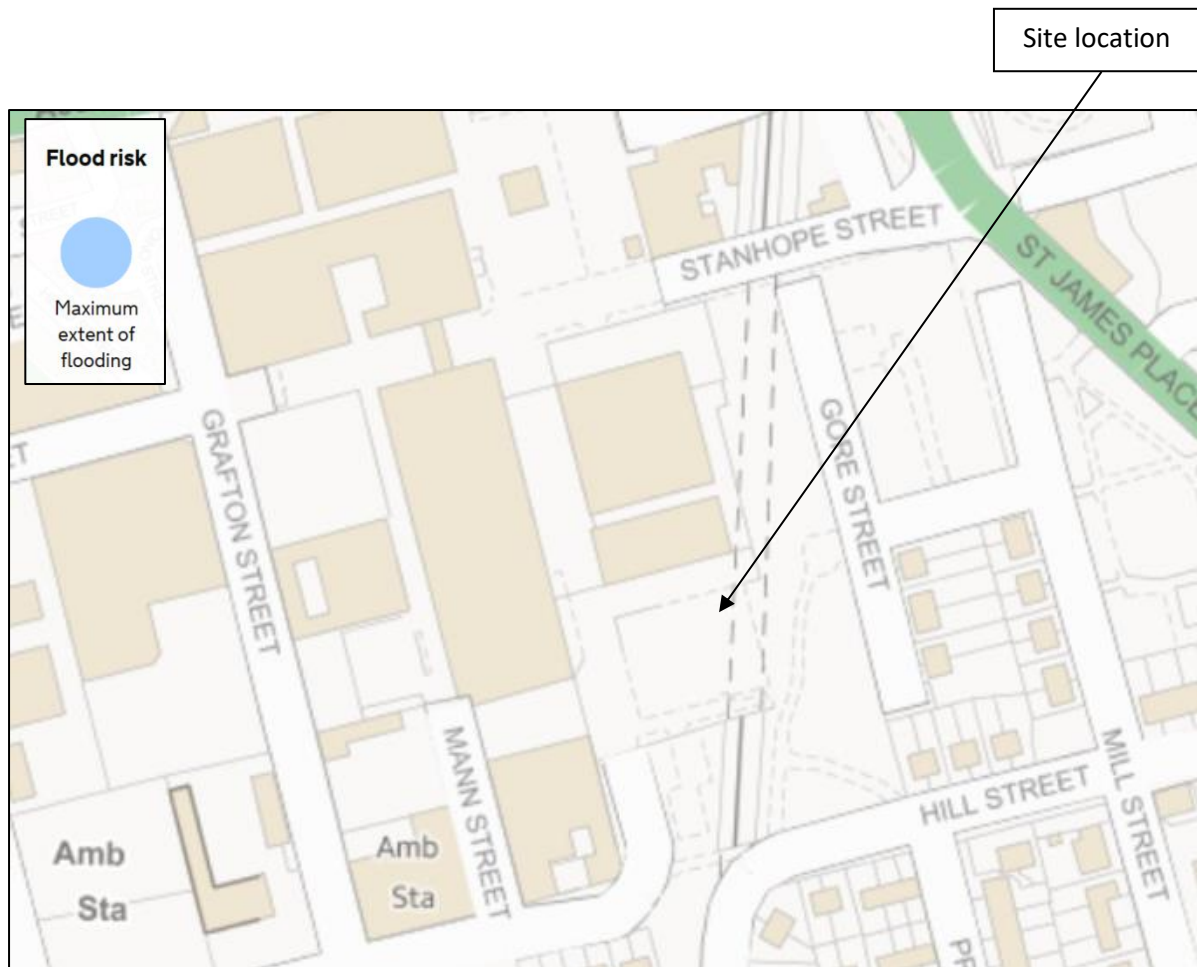 Site location
Flood risk
Maximum
extent of
flooding
STANHOPE STREET
ST JAMES PLACE
GRAFTON STREET
GORE STREET
MANN STREET
HILL STREET
MILL STREET
Amb
Sta
Amb
Sta